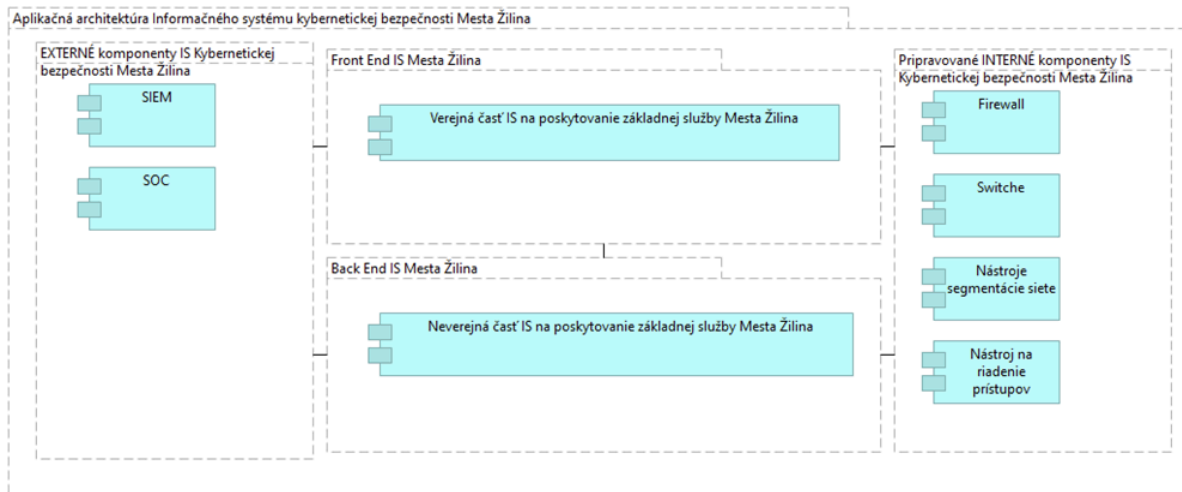 Aplikačná architektúra Informačného systému kybernetickej bezpečnosti Mesta Žilina
EXTERNÉ komponenty IS Kybernetickej
bezpečnosti Mesta Žilina
SIEM
SOC
Front End IS Mesta Žilina
Verejná časť IS na poskytovanie základnej služby Mesta Žilina
Back End IS Mesta Žilina
Neverejná časť IS na poskytovanie základnej služby Mesta Žilina
Pripravované INTERNÉ komponenty IS
Kybernetickej bezpečnosti Mesta Žilina
Firewall
Switche
Nástroje
segmentácie siete
Nástroj na
riadenie
prístupov